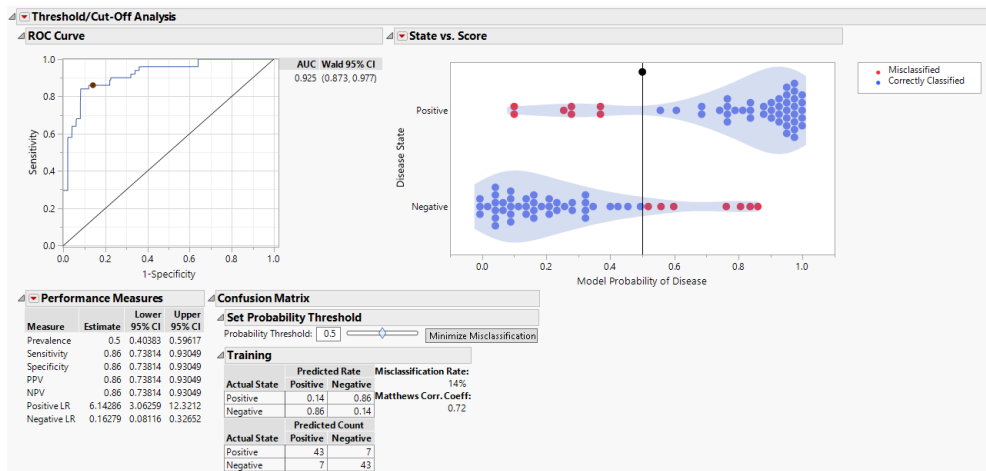 Threshold/Cut-Off Analysis
ROC Curve
1.0
0.8
0.6
0.4
0.2
0.0
Sensitivity
0.0 0.2 0.4 0.6 0.8 1.0
1-Specificity
AUC Wald 95% CI
0.925 (0.873, 0.977)
State vs. Score
Positive
Negative
Disease State
0.0 0.2 0.4 0.6 0.8 1.0
Model Probability of Disease
Misclassified
Correctly Classified
Performance Measures
Lower Upper
Measure Estimate 95% CI 95% CI
Prevalence 0.5 0.40383 0.59617
Sensitivity 0.86 0.73814 0.93049
Specificity 0.86 0.73814 0.93049
PPV 0.86 0.73814 0.93049
NPV 0.86 0.73814 0.93049
Positive LR 6.14286 3.06259 12.3212
Negative LR 0.16279 0.08116 0.32652
Confusion Matrix
Set Probability Threshold
Probability Threshold: 0.5 Minimize Misclassification
Training
Predicted Rate
Actual State Positive Negative
Positive 0.14 0.86
Negative 0.86 0.14
Predicted Count
Actual State Positive Negative
Positive 43 7
Negative 7 43
Misclassification Rate:
14%
Matthews Corr. Coeff:
0.72